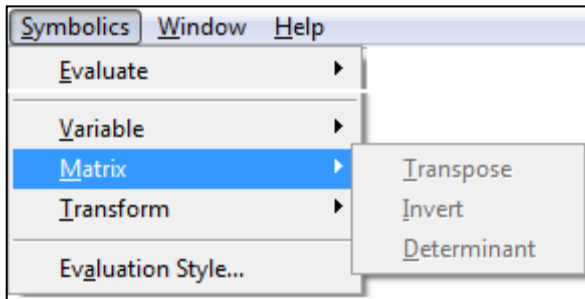 Symbolics Window Help
Evaluate
Variable
Matrix
Transpose
Transform
Invert
Determinant
Evaluation Style...